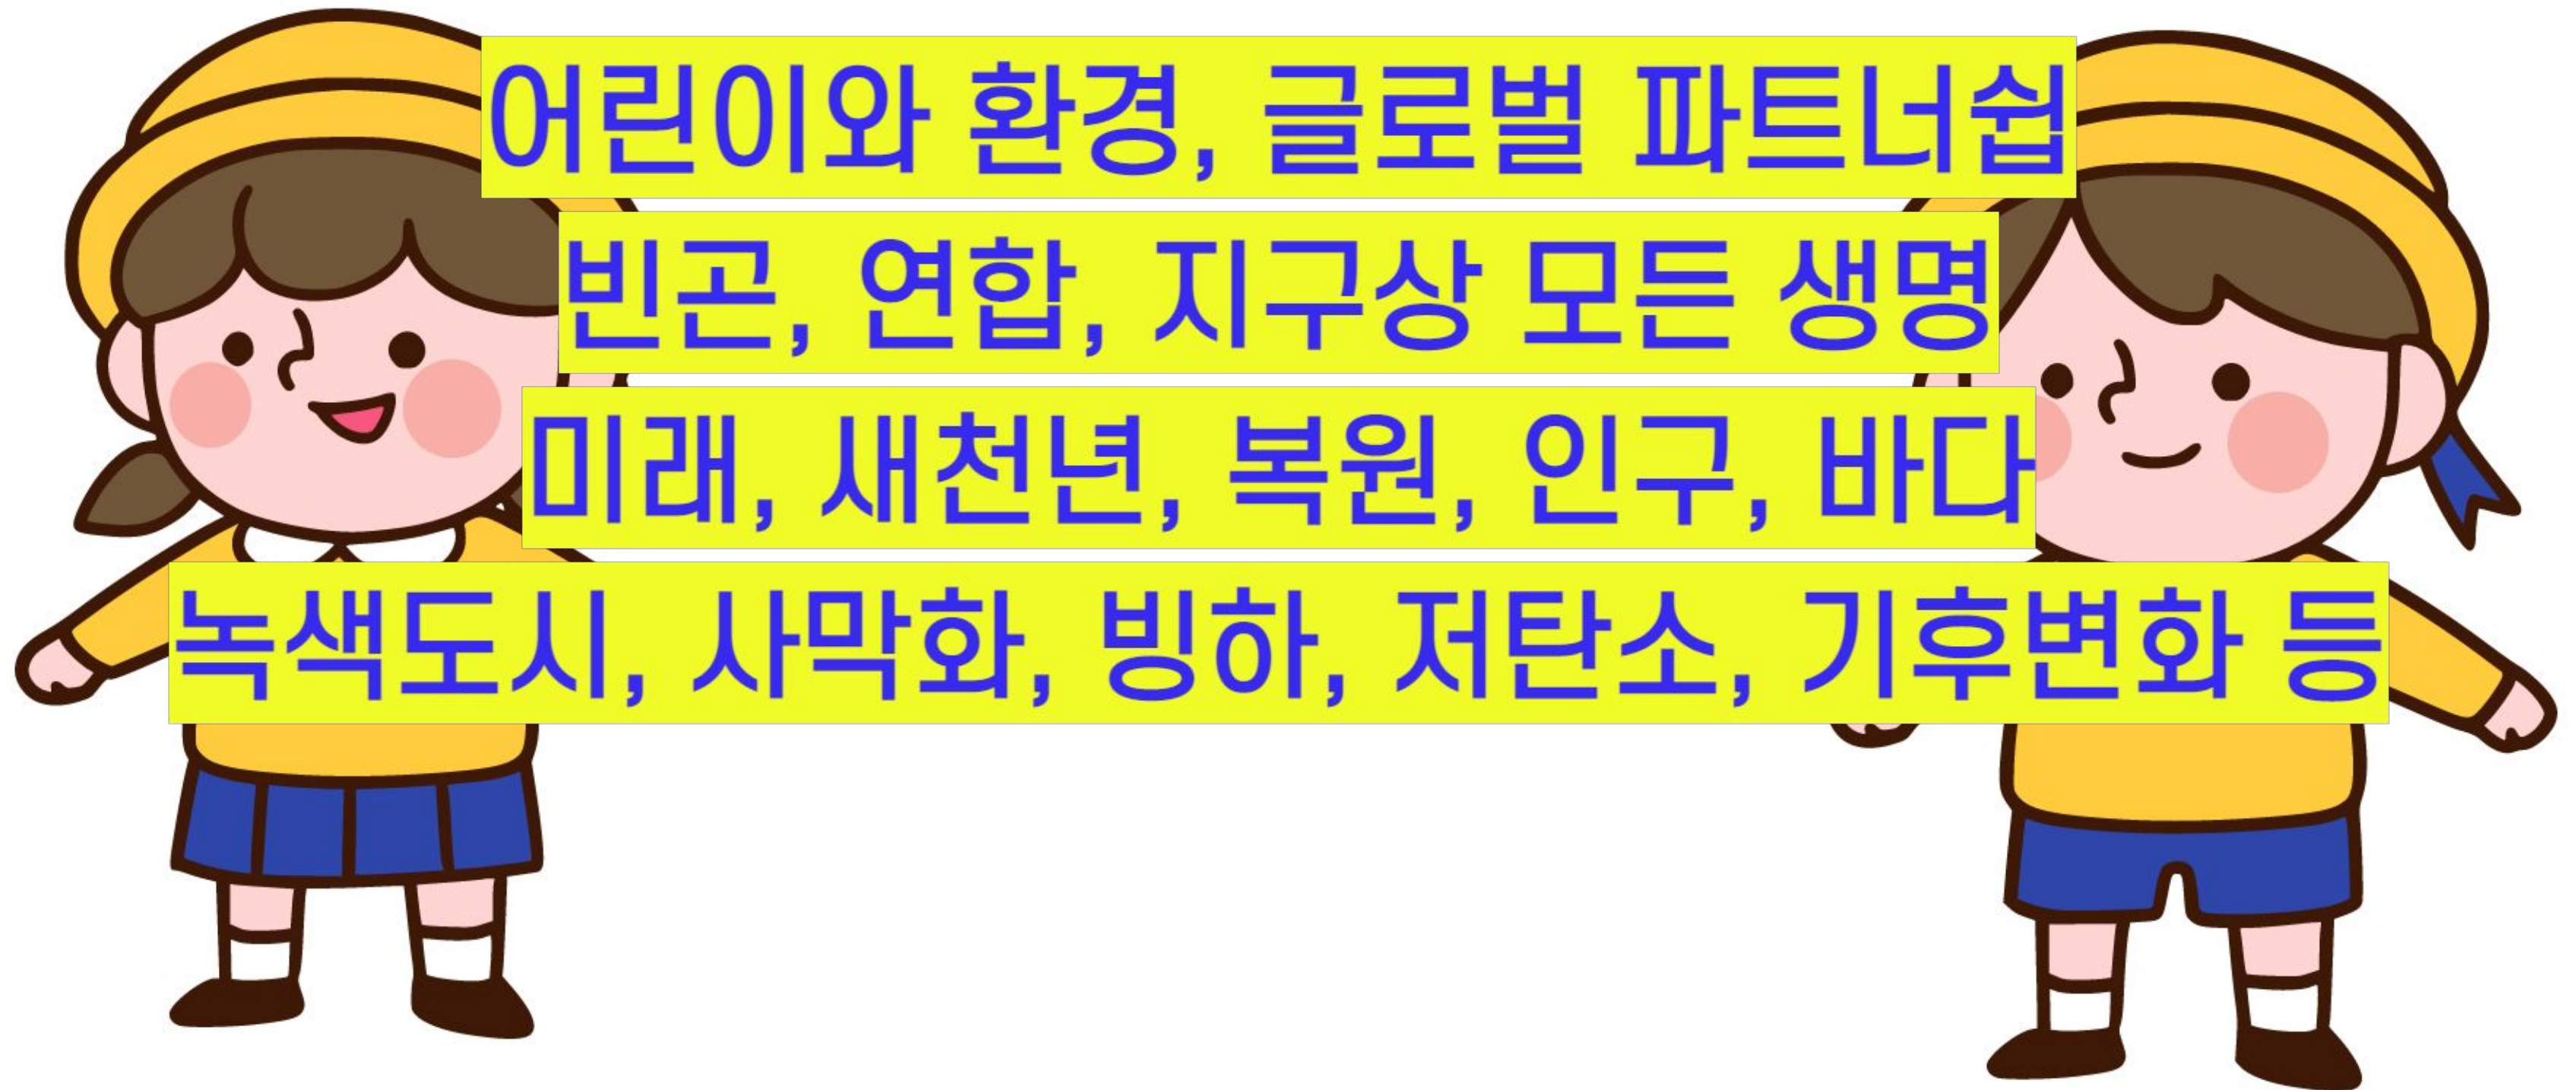 어린이와 환경, 글로벌 파트너쉽
빈곤, 연합, 지구상 모든 생명
미래, 새천년, 복원, 인구, 바다
녹색도시, 사막화, 빙하, 저탄소, 기후변화 등